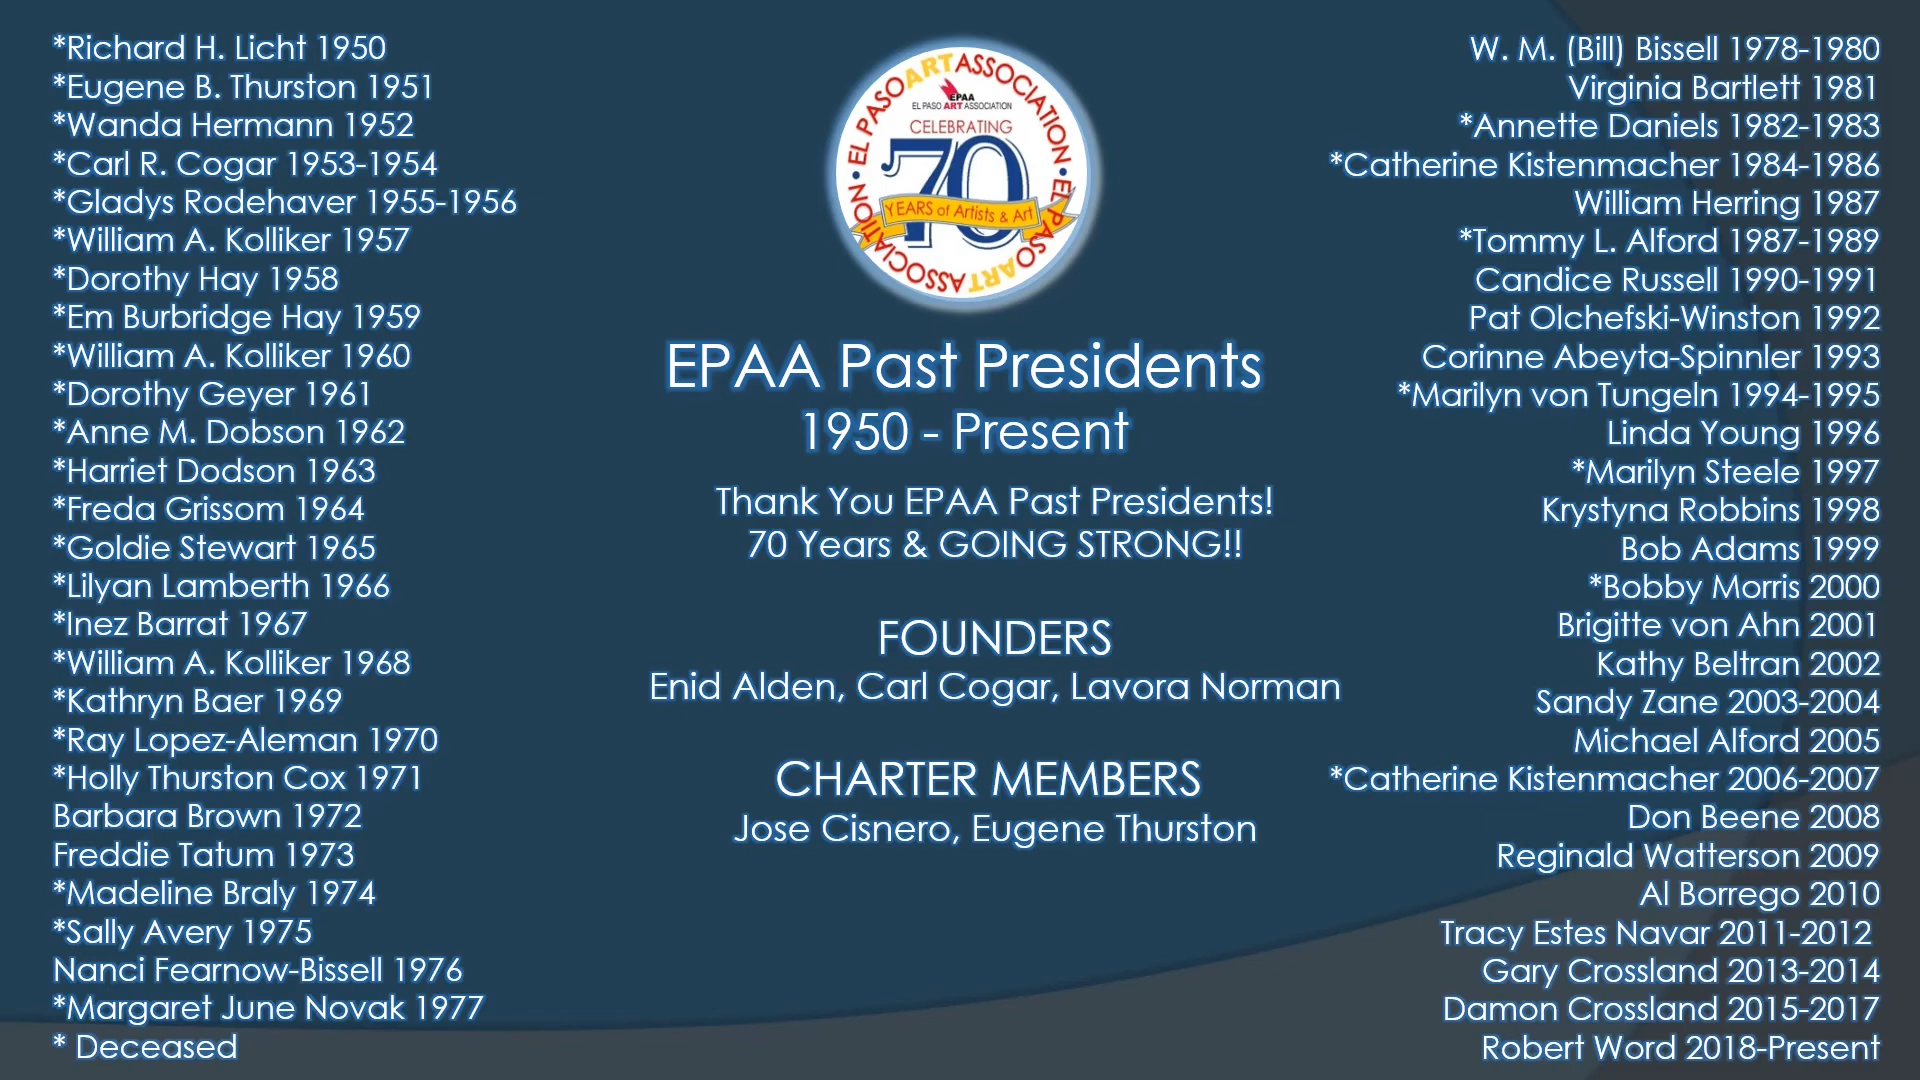 *Richard H. Licht 1950
*Eugene B. Thurston 1951
*Wanda Hermann 1952
*Carl R. Cogar 1953-1954
*Gladys Rodehaver 1955-1956
*William A. Kolliker 1957
*Dorothy Hay 1958
*Em Burbridge Hay 1959
*William A. Kolliker 1960
*Dorothy Geyer 1961
*Anne M. Dobson 1962
*Harriet Dodson 1963
*Freda Grissom 1964
*Goldie Stewart 1965
*Lilyan Lamberth 1966
*Inez Barrat 1967
*William A. Kolliker 1968
*Kathryn Baer 1969
*Ray Lopez-Aleman 1970
*Holly Thurston Cox 1971
Barbara Brown 1972
Freddie Tatum 1973
*Madeline Braly 1974
*Sally Avery 1975
Nanci Fearnow-Bissell 1976
*Margaret June Novak 1977
* Deceased
EL PASO ART ASSOCIATION • EL PASO ART ASSOCIATION •
EPAA
EL PASO ART ASSOCIATION
CELEBRATING
70
YEARS of Artists & Art
EPAA Past Presidents
1950 - Present
Thank You EPAA Past Presidents!
70 Years & GOING STRONG!!
FOUNDERS
Enid Alden, Carl Cogar, Lavora Norman
CHARTER MEMBERS
Jose Cisnero, Eugene Thurston
W. M. (Bill) Bissell 1978-1980
Virginia Bartlett 1981
*Annette Daniels 1982-1983
*Catherine Kistenmacher 1984-1986
William Herring 1987
*Tommy L. Alford 1987-1989
Candice Russell 1990-1991
Pat Olchefski-Winston 1992
Corinne Abeyta-Spinnler 1993
*Marilyn von Tungeln 1994-1995
Linda Young 1996
*Marilyn Steele 1997
Krystyna Robbins 1998
Bob Adams 1999
*Bobby Morris 2000
Brigitte von Ahn 2001
Kathy Beltran 2002
Sandy Zane 2003-2004
Michael Alford 2005
*Catherine Kistenmacher 2006-2007
Don Beene 2008
Reginald Watterson 2009
Al Borrego 2010
Tracy Estes Navar 2011-2012
Gary Crossland 2013-2014
Damon Crossland 2015-2017
Robert Word 2018-Present